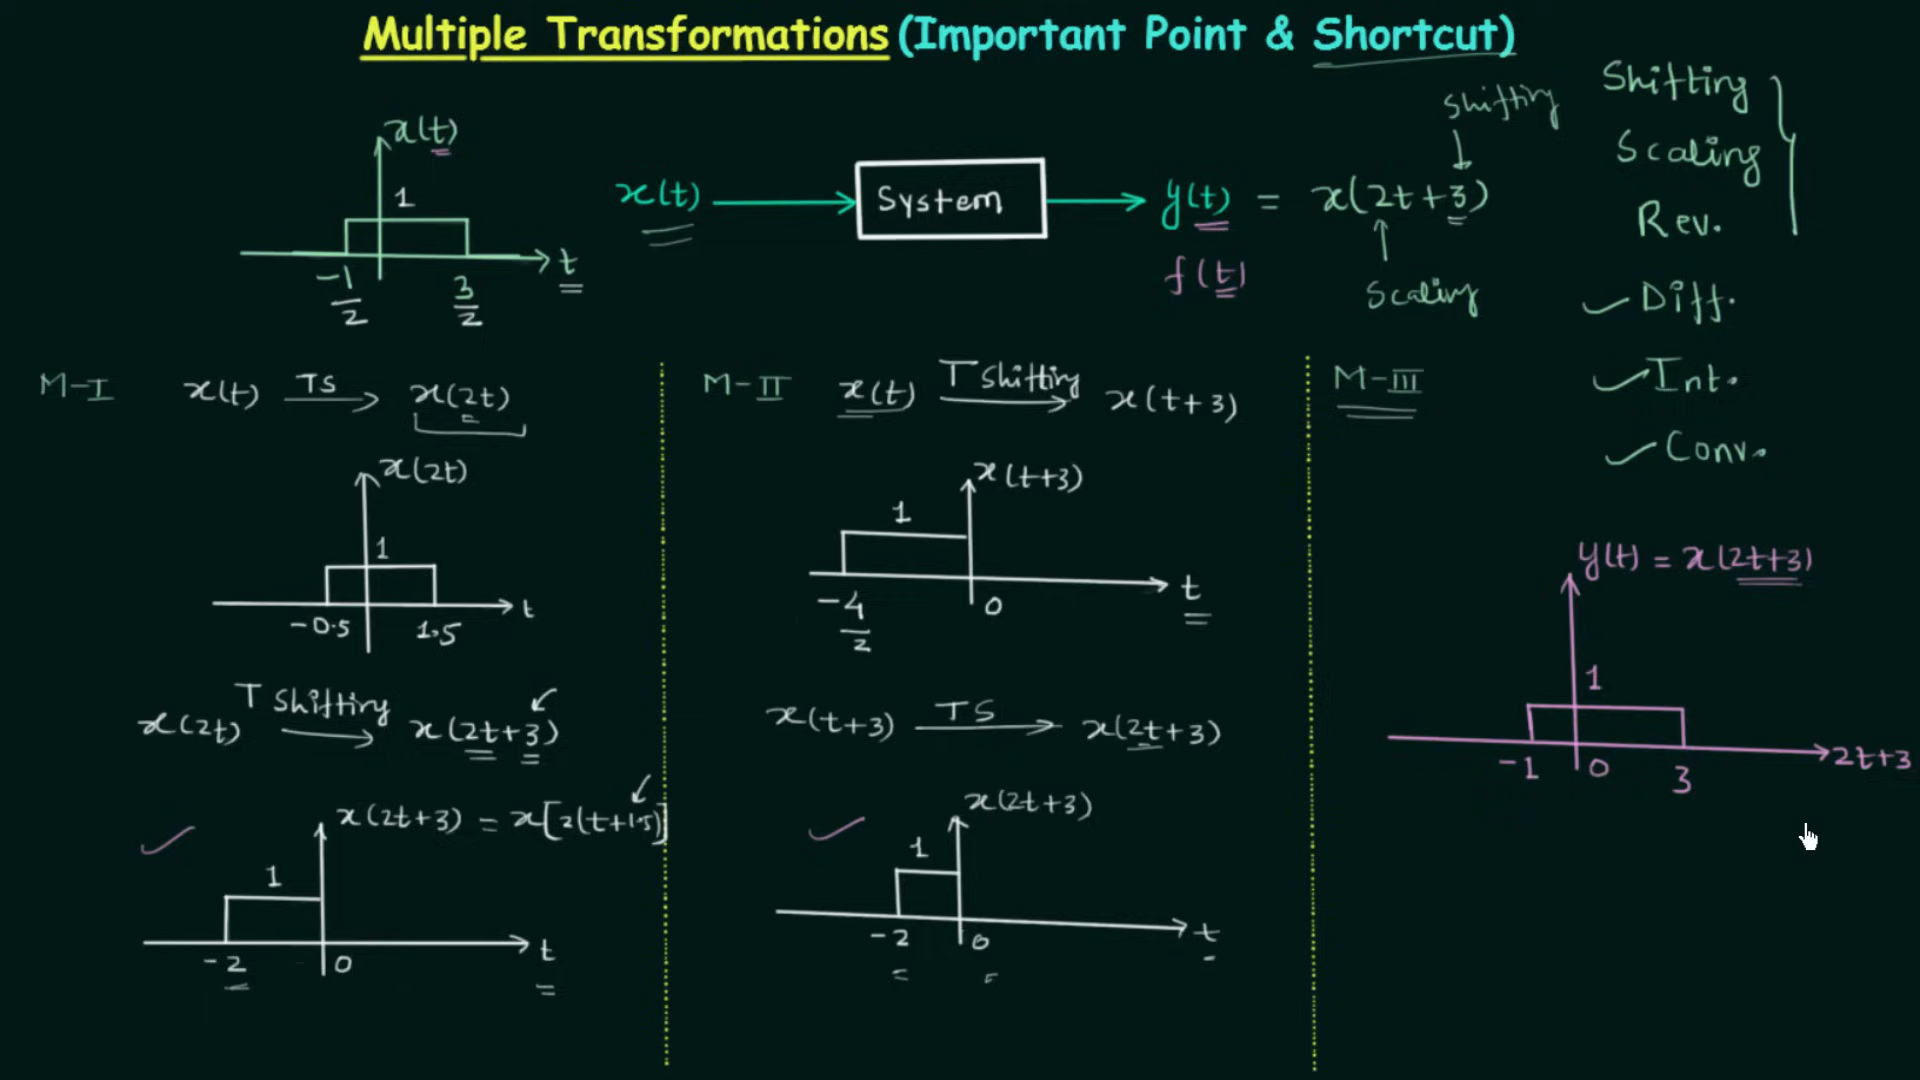 Multiple Transformations (Important Point & Shortcut)
x(t)
1
-1/2
3/2
t
x(t)
System
y(t) = x(2t+3)
f(t)
Shifting
Scaling
Shifting
Scaling
Rev.
Diff.
Int.
Conv.
M-I
x(t) TS x(2t)
x(2t)
1
-0.5
1.5
t
x(2t) T Shifting x(2t+3)
x(2t+3) = x[2(t+1.5)]
1
-2
0
t
M-II
x(t) T Shifting x(t+3)
x(t+3)
1
-4/2
0
t
x(t+3) TS x(2t+3)
x(2t+3)
1
-2
0
t
M-III
y(t) = x(2t+3)
1
-1
0
3
2t+3